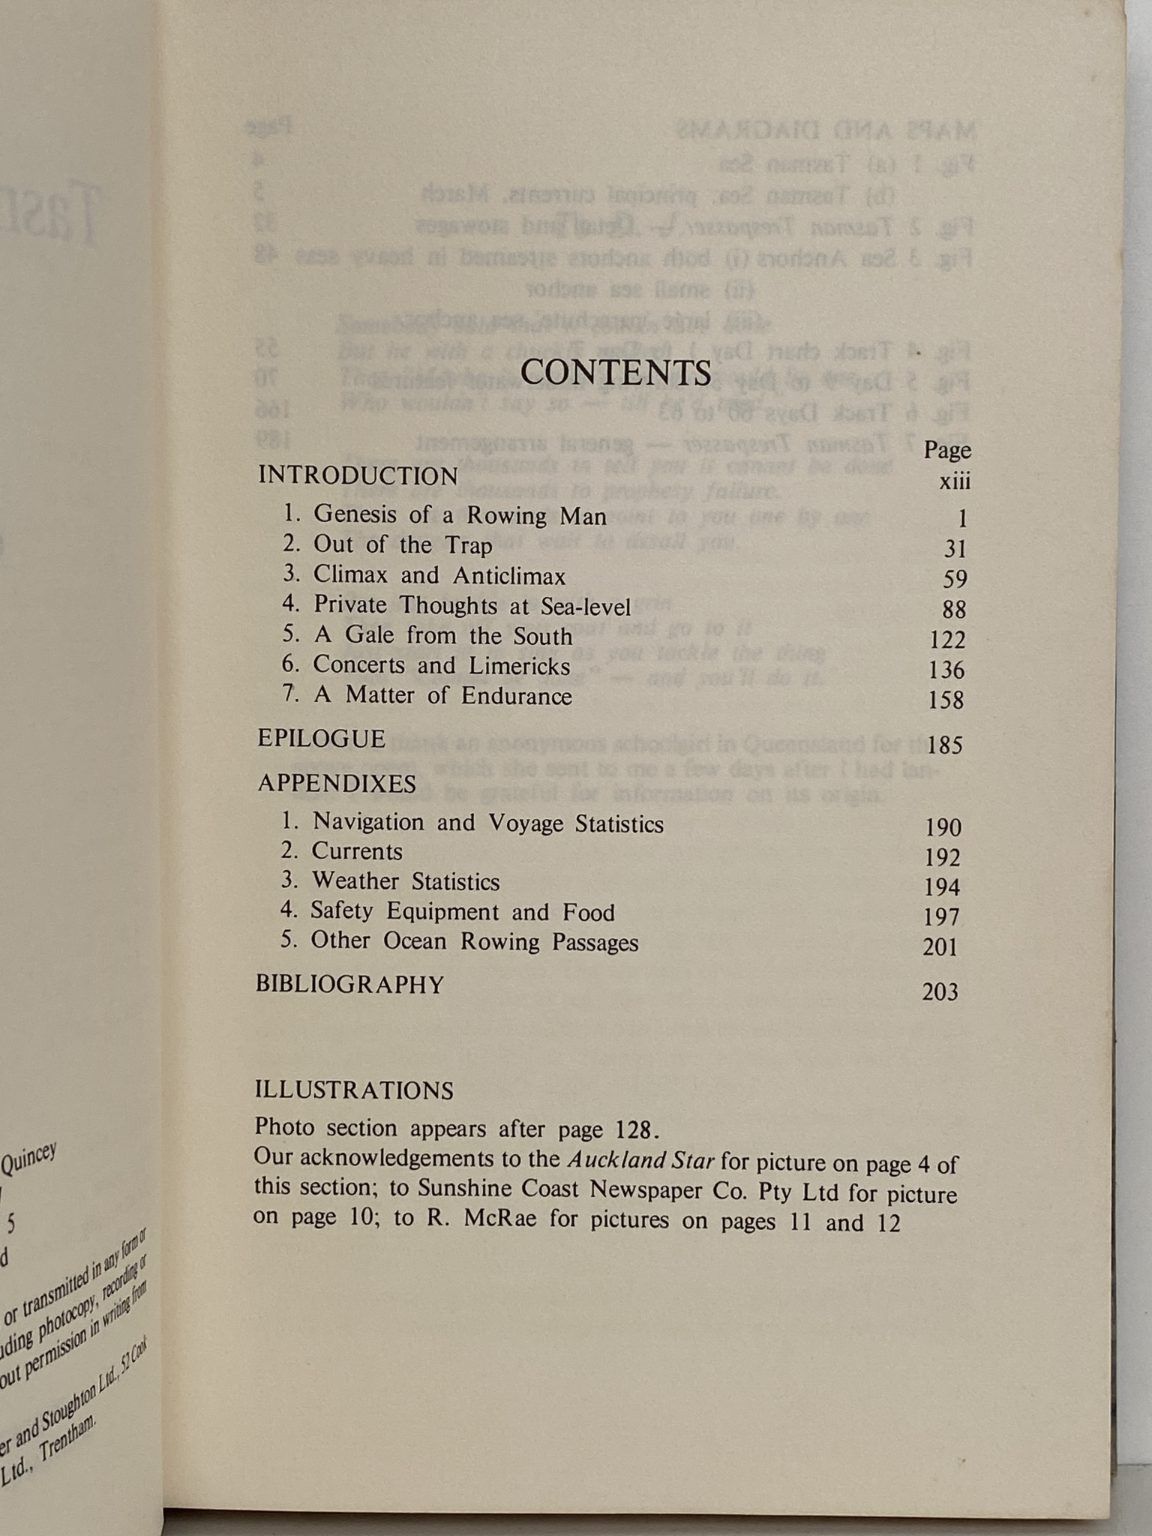 CONTENTS
Page
INTRODUCTION xiii
1. Genesis of a Rowing Man 1
2. Out of the Trap 31
3. Climax and Anticlimax 59
4. Private Thoughts at Sea-level 88
5. A Gale from the South 122
6. Concerts and Limericks 136
7. A Matter of Endurance 158
EPILOGUE 185
APPENDIXES
1. Navigation and Voyage Statistics 190
2. Currents 192
3. Weather Statistics 194
4. Safety Equipment and Food 197
5. Other Ocean Rowing Passages 201
BIBLIOGRAPHY 203
ILLUSTRATIONS
Photo section appears after page 128.
Our acknowledgements to the Auckland Star for picture on page 4 of
this section; to Sunshine Coast Newspaper Co. Pty Ltd for picture
on page 10; to R. McRae for pictures on pages 11 and 12
Quincey
5
or transmitted in any form or
photocopy, recording or
permission in writing from
and Stoughton Ltd., 52 Cook
Ltd., Trentham.